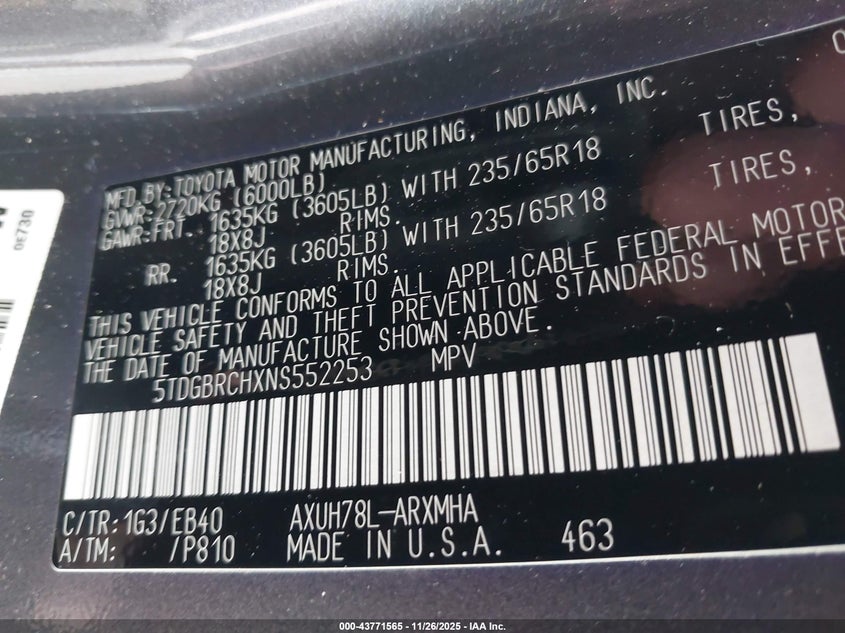 MFD.BY:TOYOTA MOTOR MANUFACTURING, INDIANA, INC.
GVWR:2720KG (6000LB)
GAWR:FRT. 1635KG (3605LB) WITH 235/65R18 TIRES,
18X8J RIMS.
RR. 1635KG (3605LB) WITH 235/65R18 TIRES,
18X8J RIMS.
THIS VEHICLE CONFORMS TO ALL APPLICABLE FEDERAL MOTOR
VEHICLE SAFETY AND THEFT PREVENTION STANDARDS IN EFFE
THE DATE OF MANUFACTURE SHOWN ABOVE.
5TDGBRCHXNS552253 MPV
C/TR:1G3/EB40 AXUH78L-ARXMHA
A/TM: /P810 MADE IN U.S.A. 463
0E730
000-43771565 - 11/26/2025 - IAA Inc.